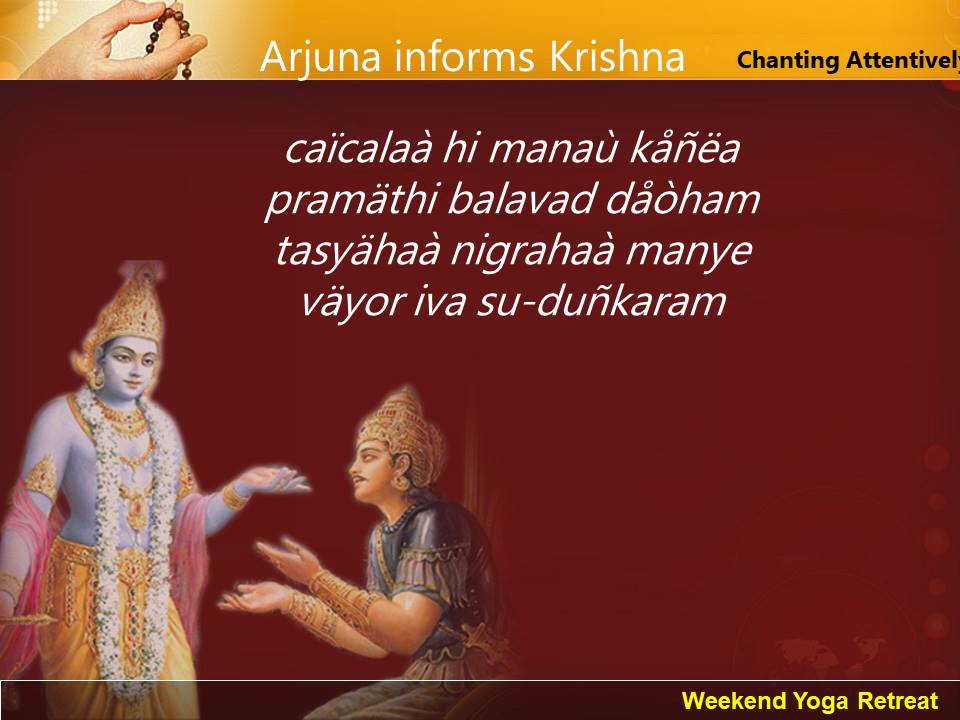 Arjuna informs Krishna
Chanting Attentively
caïcalaà hi manaù kåñëa
pramäthi balavad dåòham
tasyähaà nigrahaà manye
väyor iva su-duñkaram
Weekend Yoga Retreat